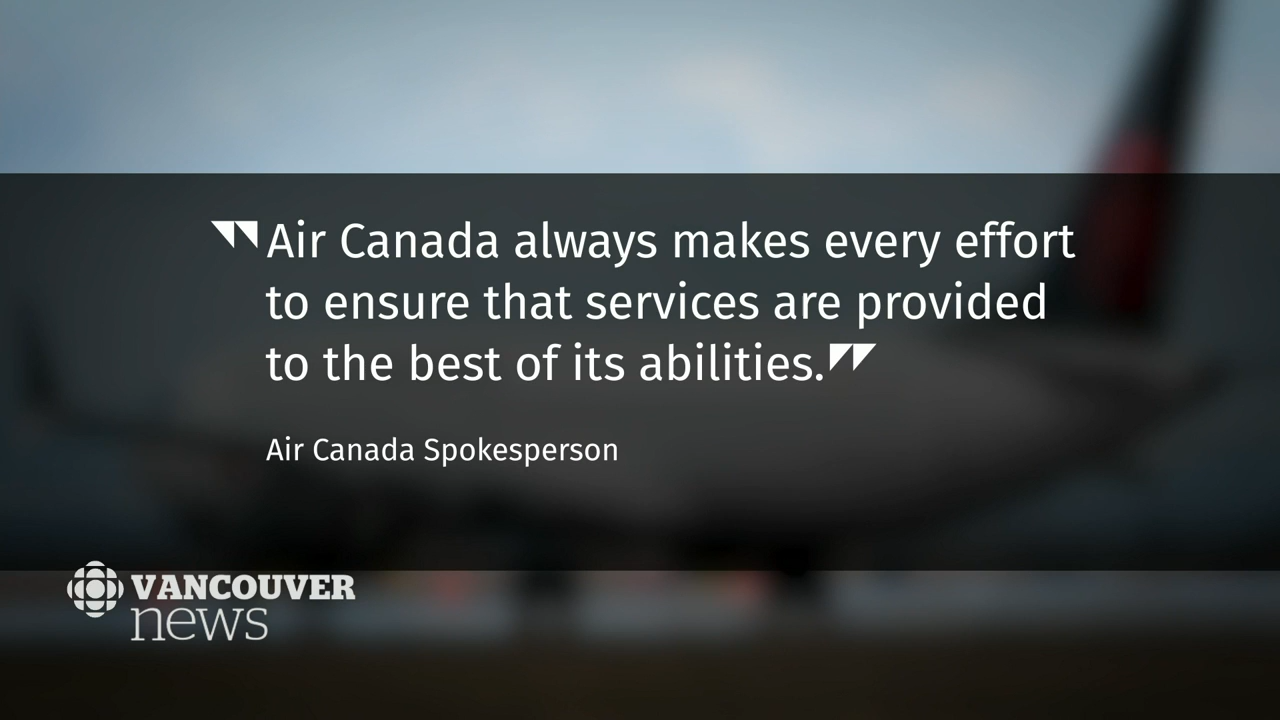 Air Canada always makes every effort
to ensure that services are provided
to the best of its abilities.
Air Canada Spokesperson
VANCOUVER
news